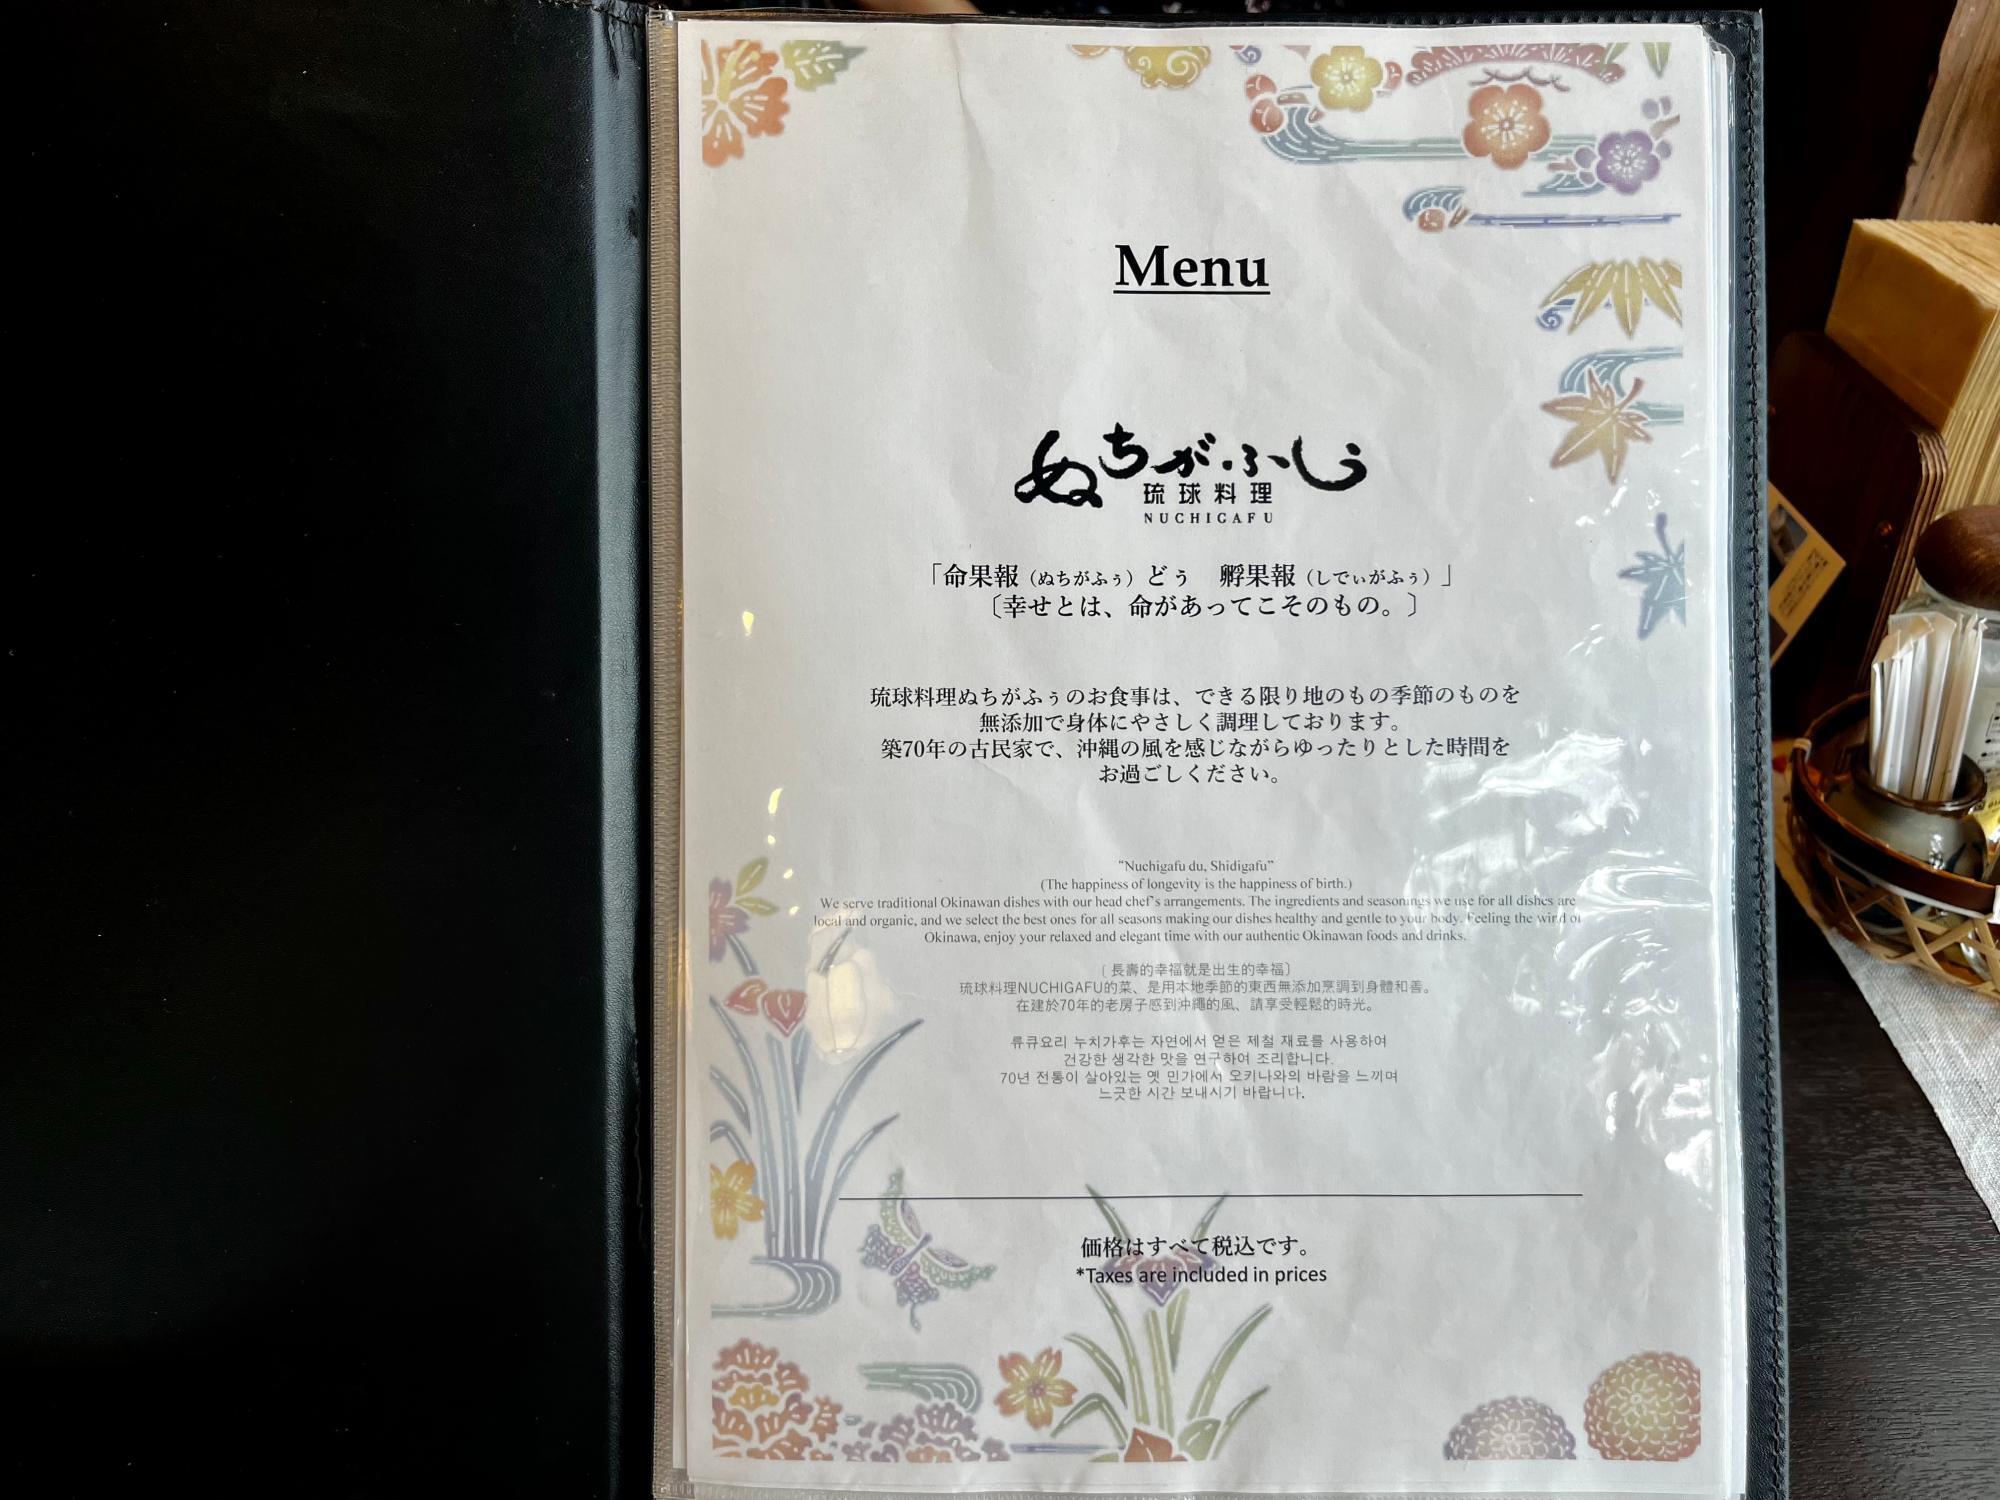 Menu
ぬちがふぅ
琉球料理
NUCHIGAFU
「命果報（ぬちがふぅ）どぅ　孵果報（しでぃがふぅ）」
〔幸せとは、命があってこそのもの。〕
琉球料理ぬちがふぅのお食事は、できる限り地のもの季節のものを
無添加で身体にやさしく調理しております。
築70年の古民家で、沖縄の風を感じながらゆったりとした時間を
お過ごしください。
“Nuchigafu du, Shidigafu”
(The happiness of longevity is the happiness of birth.)
We serve traditional Okinawan dishes with our head chef's arrangements. The ingredients and seasonings we use for all dishes are
local and organic, and we select the best ones for all seasons making our dishes healthy and gentle to your body. Feeling the wind of
Okinawa, enjoy your relaxed and elegant time with our authentic Okinawan foods and drinks.
〔長壽的幸福就是出生的幸福〕
琉球料理NUCHIGAFU的菜、是用本地季節的東西無添加烹調到身體和善。
在建於70年的老房子感到沖繩的風、請享受輕鬆的時光。
류큐요리 누치가후는 자연에서 얻은 제철 재료를 사용하여
건강한 생각한 맛을 연구하여 조리합니다.
70년 전통이 살아있는 옛 민가에서 오키나와의 바람을 느끼며
느긋한 시간 보내시기 바랍니다.
価格はすべて税込です。
*Taxes are included in prices